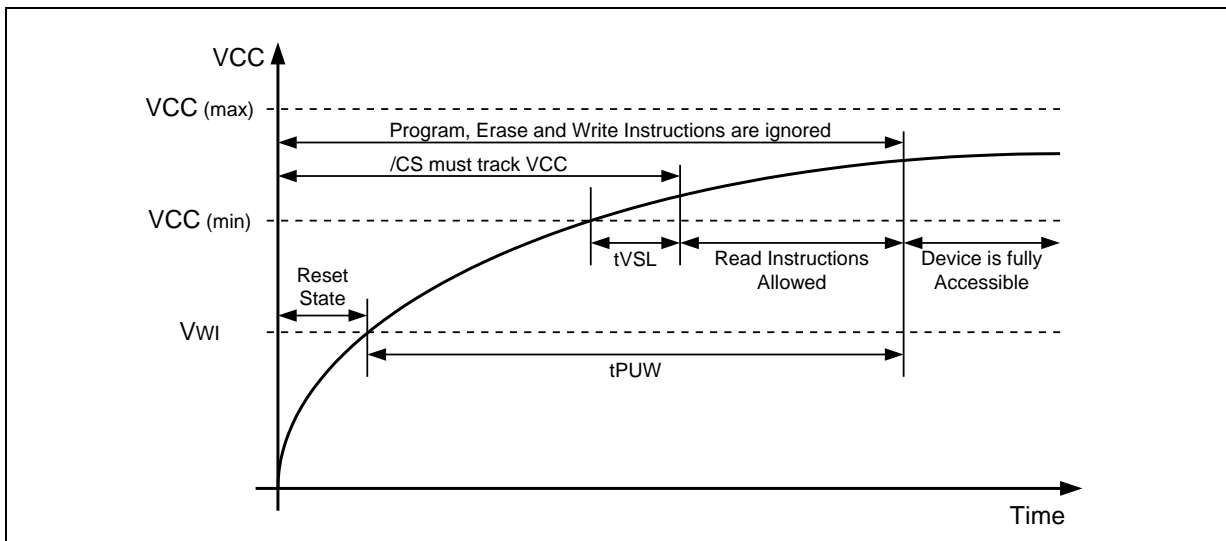 VCC
VCC (max)
Program, Erase and Write Instructions are ignored
/CS must track VCC
VCC (min)
tVSL
Read Instructions
Allowed
Device is fully
Accessible
Reset
State
VWI
tPUW
Time